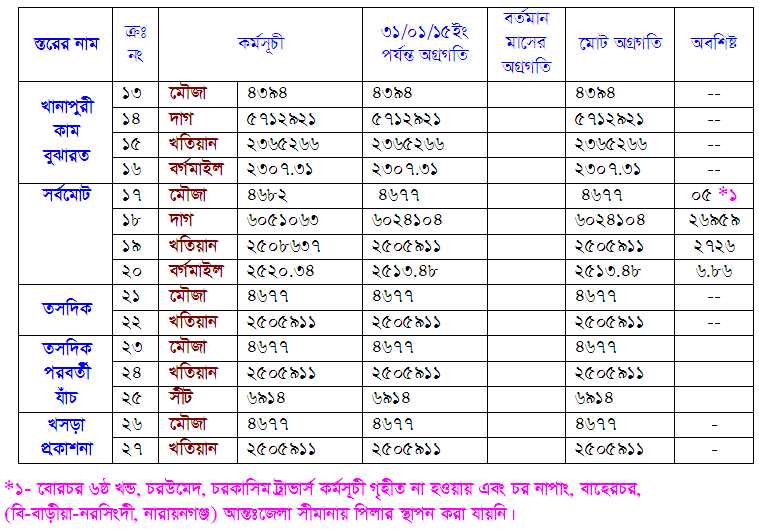 স্তরের নাম ক্রঃ নং কর্মসূচী ৩১/০১/১৫ইং পর্যন্ত অগ্রগতি বর্তমান মাসের অগ্রগতি মোট অগ্রগতি অবশিষ্ট
খানাপুরী কাম বুঝারত ১৩ মৌজা ৪৩৯৪ ৪৩৯৪ ৪৩৯৪ --
১৪ দাগ ৫৭১২৯২১ ৫৭১২৯২১ ৫৭১২৯২১ --
১৫ খতিয়ান ২৩৬৫২৬৬ ২৩৬৫২৬৬ ২৩৬৫২৬৬ --
১৬ বর্গমাইল ২৩০৭.৩১ ২৩০৭.৩১ ২৩০৭.৩১ --
সর্বমোট ১৭ মৌজা ৪৬৮২ ৪৬৭৭ ৪৬৭৭ ০৫ *১
১৮ দাগ ৬০৫১০৬৩ ৬০২৪১০৪ ৬০২৪১০৪ ২৬৯৫৯
১৯ খতিয়ান ২৫০৮৬৩৭ ২৫০৫৯১১ ২৫০৫৯১১ ২৭২৬
২০ বর্গমাইল ২৫২০.৩৪ ২৫১৩.৪৮ ২৫১৩.৪৮ ৬.৮৬
তসদিক ২১ মৌজা ৪৬৭৭ ৪৬৭৭ ৪৬৭৭ --
২২ খতিয়ান ২৫০৫৯১১ ২৫০৫৯১১ ২৫০৫৯১১ --
তসদিক পরবর্তী যাঁচ ২৩ মৌজা ৪৬৭৭ ৪৬৭৭ ৪৬৭৭
২৪ খতিয়ান ২৫০৫৯১১ ২৫০৫৯১১ ২৫০৫৯১১
২৫ সীট ৬৯১৪ ৬৯১৪ ৬৯১৪
খসড়া প্রকাশনা ২৬ মৌজা ৪৬৭৭ ৪৬৭৭ ৪৬৭৭ -
২৭ খতিয়ান ২৫০৫৯১১ ২৫০৫৯১১ ২৫০৫৯১১ -
*১- বোরচর ৬ষ্ঠ খন্ড, চরউমেদ, চরকাসিম ট্রাভার্স কর্মসূচী গৃহীত না হওয়ায় এবং চর নাপাং, বাহেরচর,
(বি-বাড়ীয়া-নরসিংদী, নারায়নগঞ্জ) আন্তঃজেলা সীমানায় পিলার স্থাপন করা যায়নি।